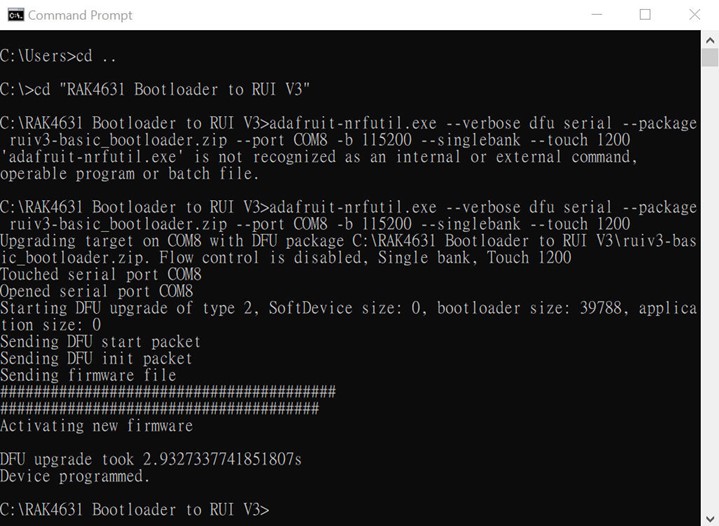 Command Prompt
C:\Users>cd ..
C:\>cd "RAK4631 Bootloader to RUI V3"
C:\RAK4631 Bootloader to RUI V3>adafruit-nrfutil.exe --verbose dfu serial --package
ruiv3-basic_bootloader.zip --port COM8 -b 115200 --singlebank --touch 1200
'adafruit-nrfutil.exe' is not recognized as an internal or external command,
operable program or batch file.
C:\RAK4631 Bootloader to RUI V3>adafruit-nrfutil.exe --verbose dfu serial --package
ruiv3-basic_bootloader.zip --port COM8 -b 115200 --singlebank --touch 1200
Upgrading target on COM8 with DFU package C:\RAK4631 Bootloader to RUI V3\ruiv3-bas
ic_bootloader.zip. Flow control is disabled, Single bank, Touch 1200
Touched serial port COM8
Opened serial port COM8
Starting DFU upgrade of type 2, SoftDevice size: 0, bootloader size: 39788, applica
tion size: 0
Sending DFU start packet
Sending DFU init packet
Sending firmware file
########################################
######################################
Activating new firmware
DFU upgrade took 2.9327337741851807s
Device programmed.
C:\RAK4631 Bootloader to RUI V3>